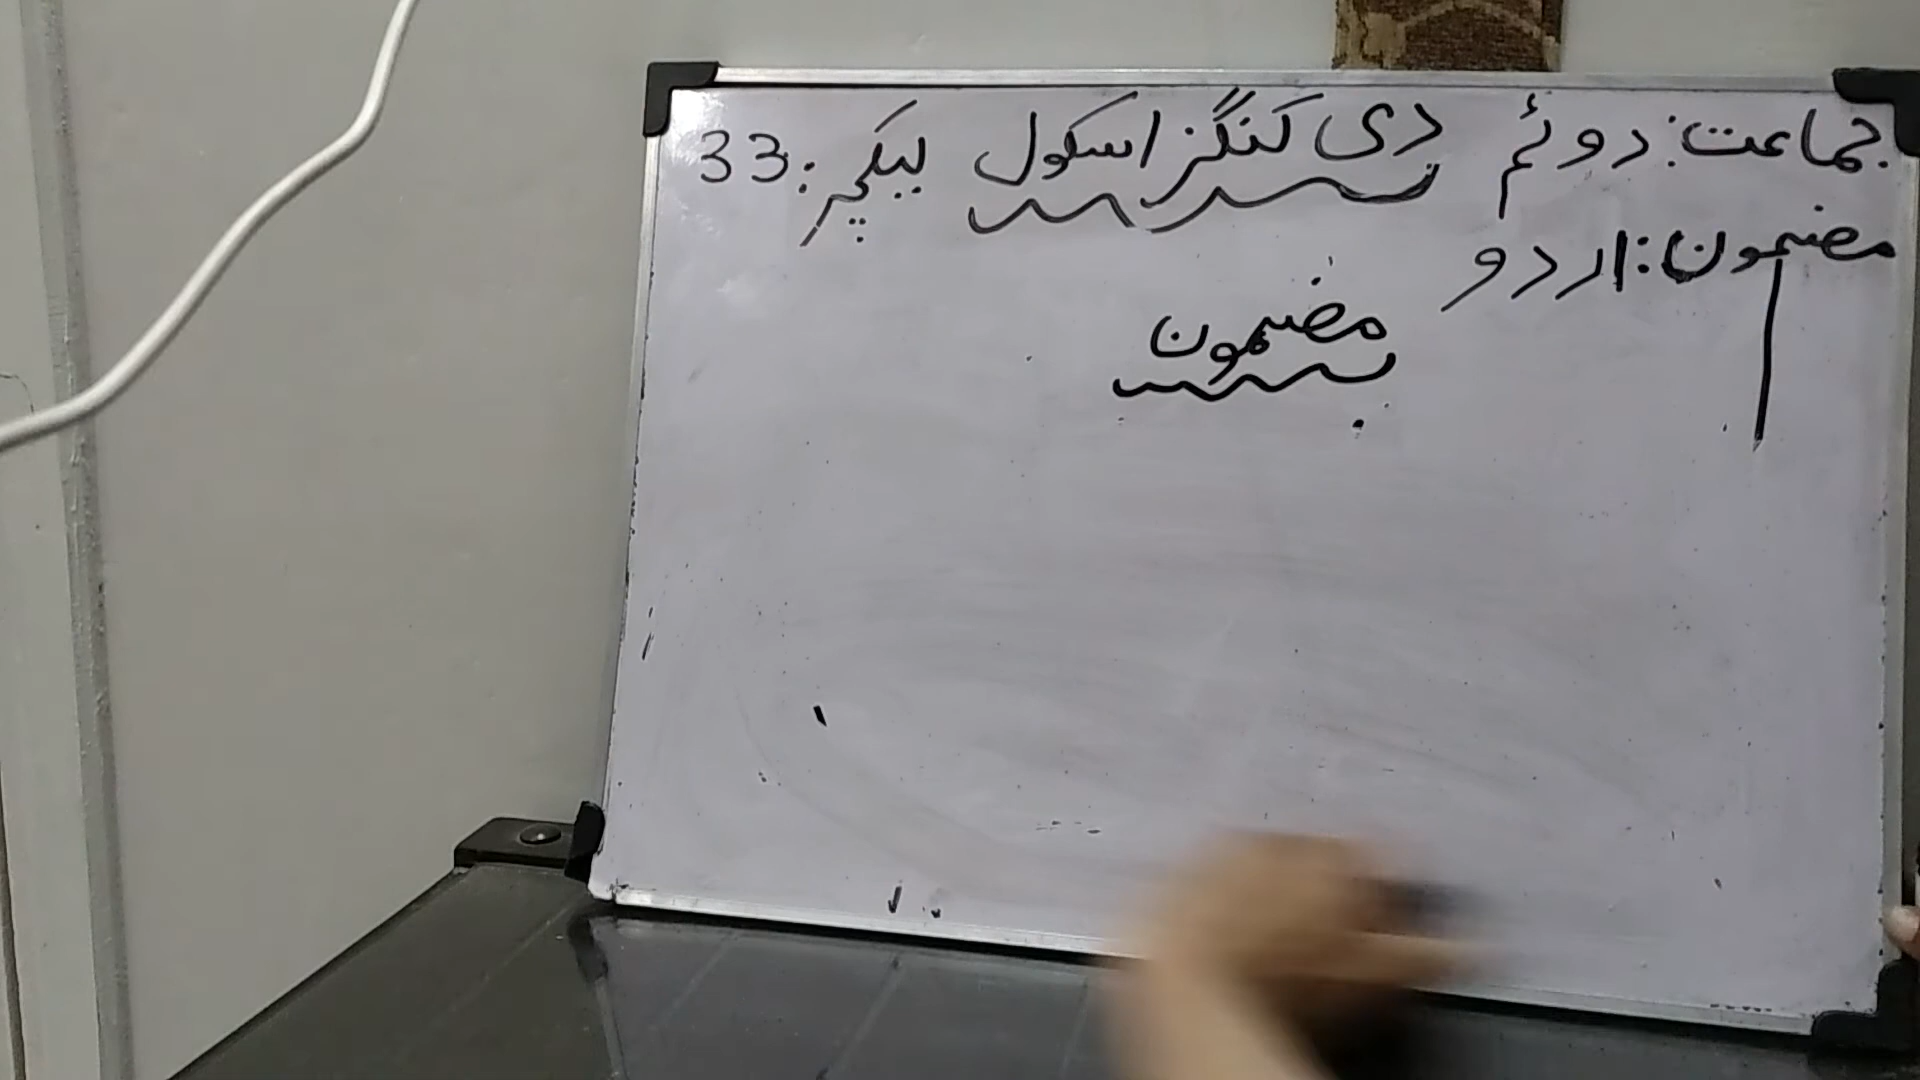 جماعت: دوئم دی کنگز اسکول لیکچر: 33
مضمون: اردو
مضمون